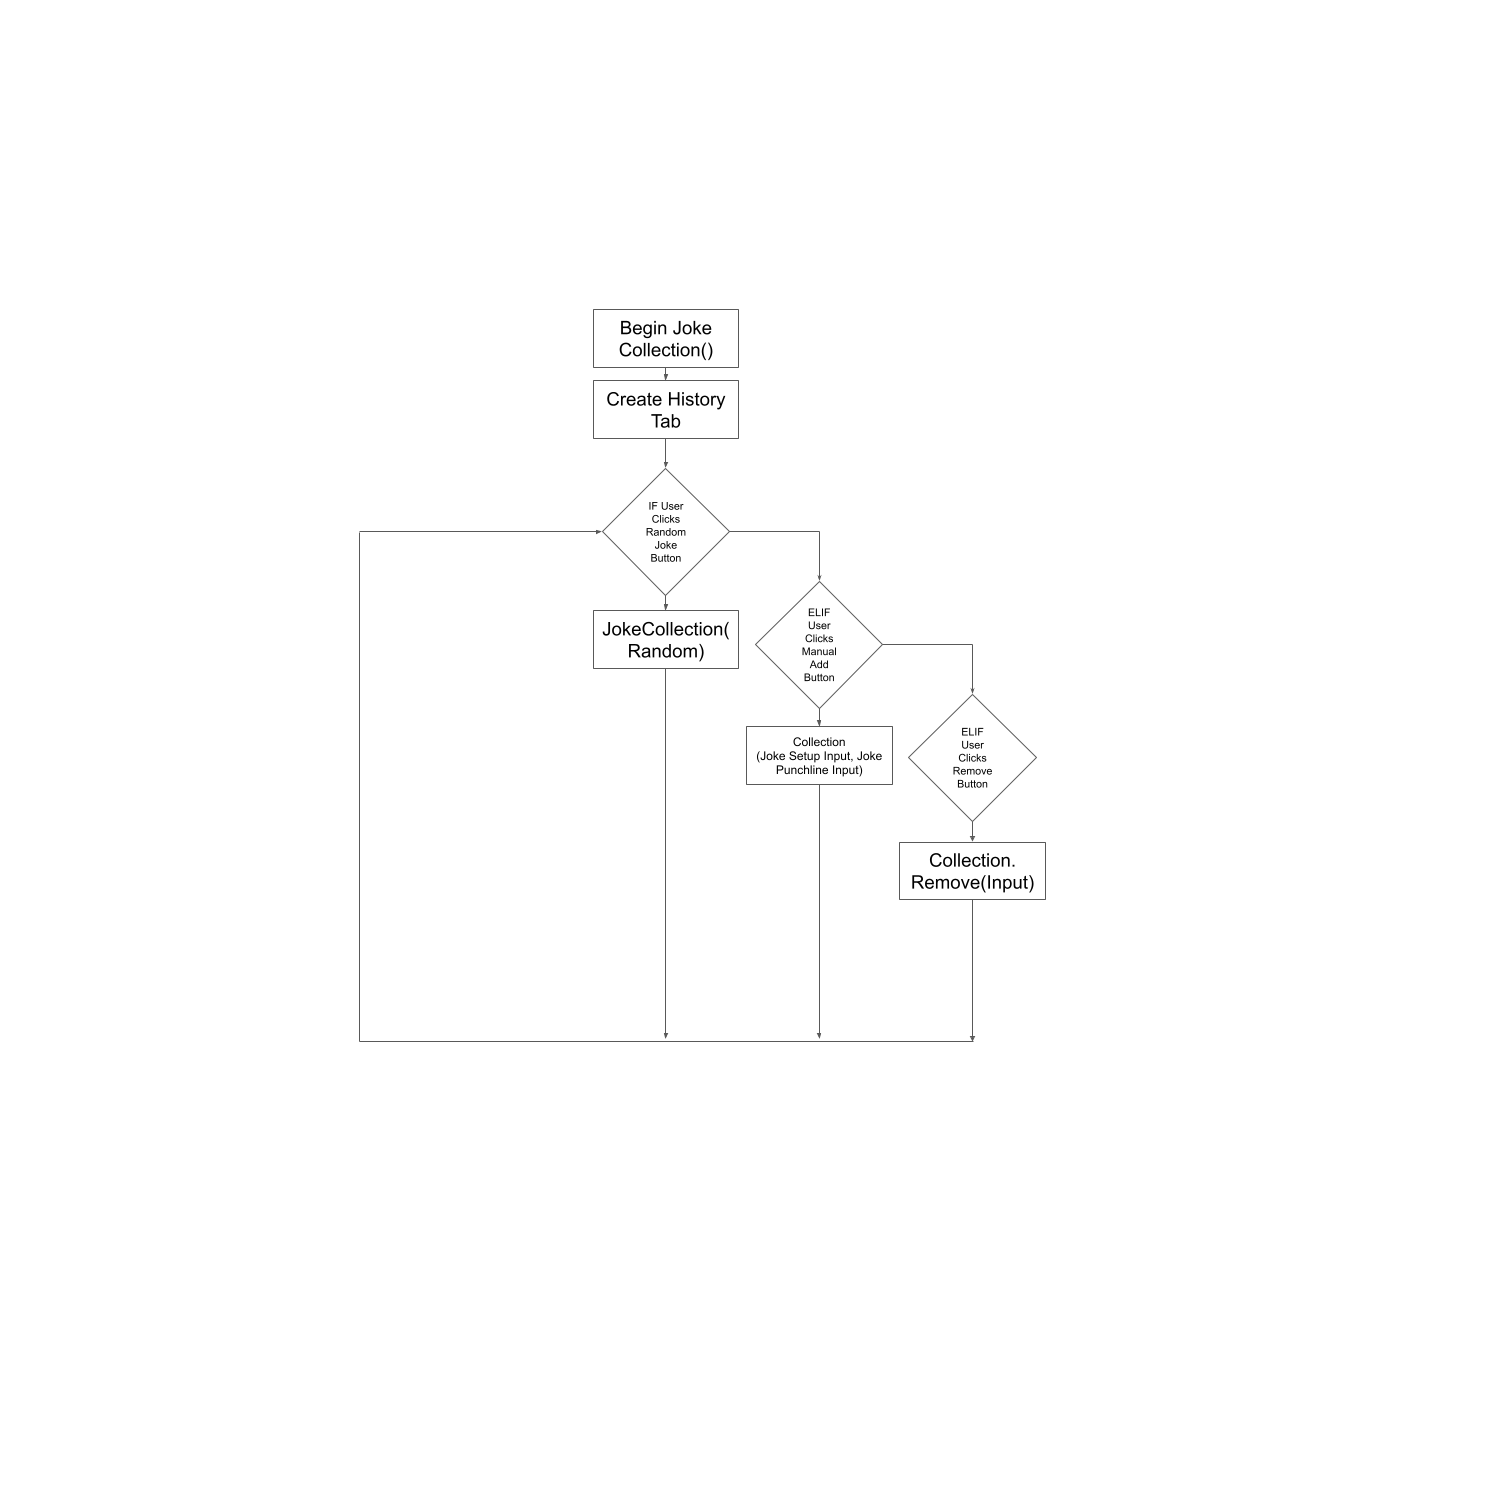 Begin Joke
Collection()
Create History
Tab
IF User
Clicks
Random
Joke
Button
JokeCollection(
Random)
ELIF
User
Clicks
Manual
Add
Button
Collection
(Joke Setup Input, Joke
Punchline Input)
ELIF
User
Clicks
Remove
Button
Collection.
Remove(Input)